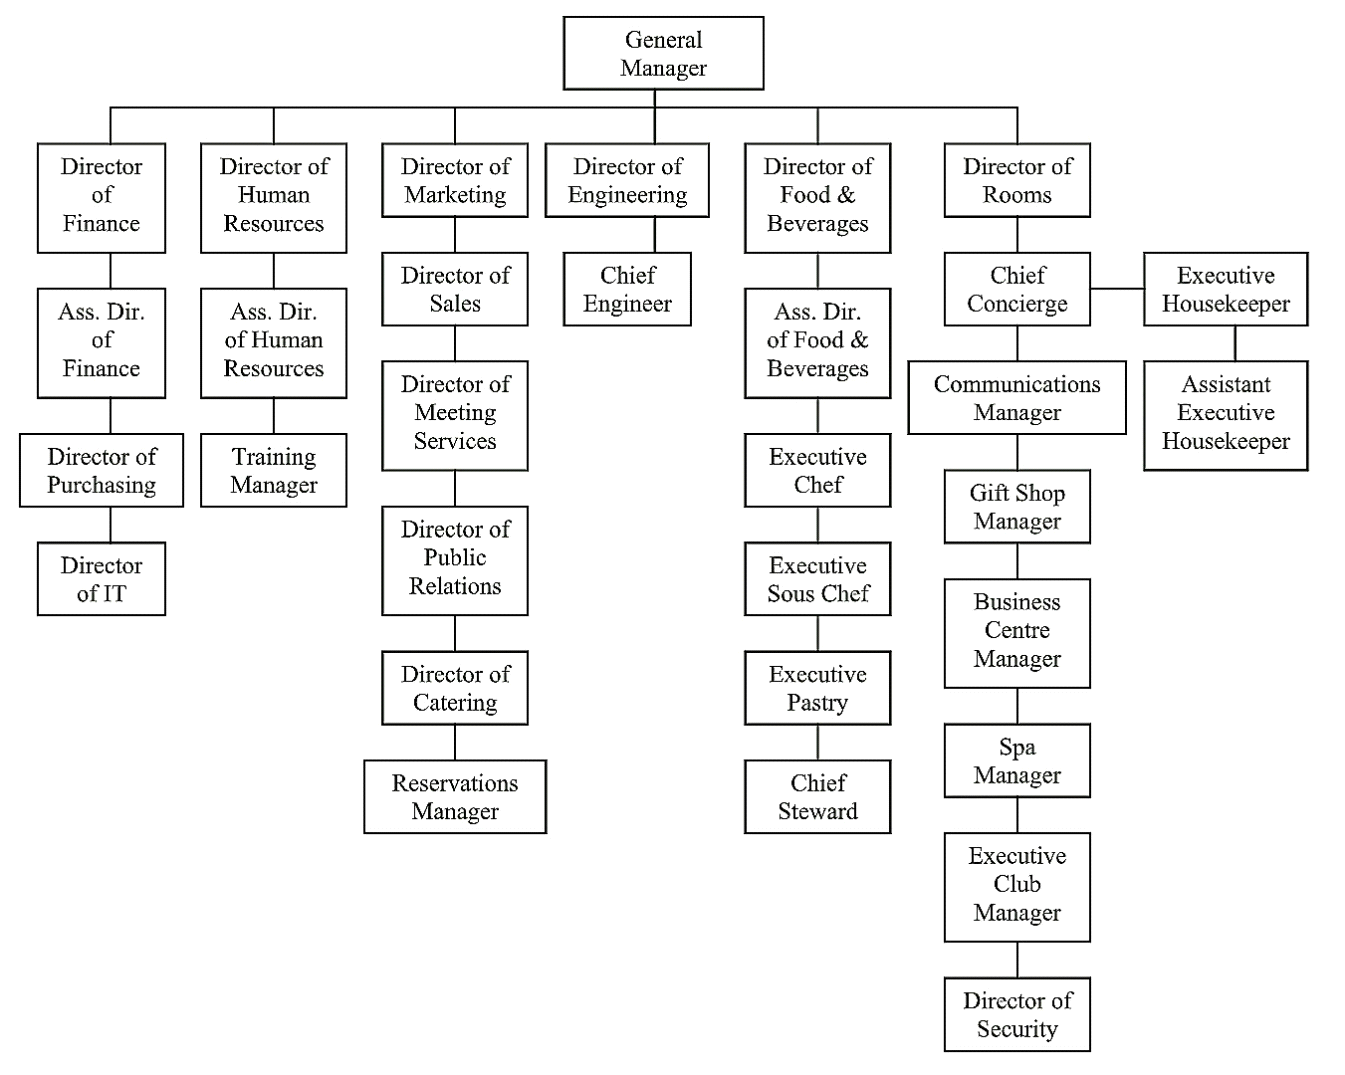 General
Manager
Director
of
Finance
Director of
Human
Resources
Director of
Marketing
Director of
Engineering
Director of
Food &
Beverages
Director of
Rooms
Ass. Dir.
of
Finance
Ass. Dir.
of Human
Resources
Director of
Sales
Chief
Engineer
Ass. Dir.
of Food &
Beverages
Chief
Concierge
Executive
Housekeeper
Director of
Purchasing
Training
Manager
Director of
Meeting
Services
Executive
Chef
Communications
Manager
Assistant
Executive
Housekeeper
Director
of IT
Director of
Public
Relations
Executive
Sous Chef
Gift Shop
Manager
Director of
Catering
Executive
Pastry
Business
Centre
Manager
Reservations
Manager
Chief
Steward
Spa
Manager
Executive
Club
Manager
Director of
Security